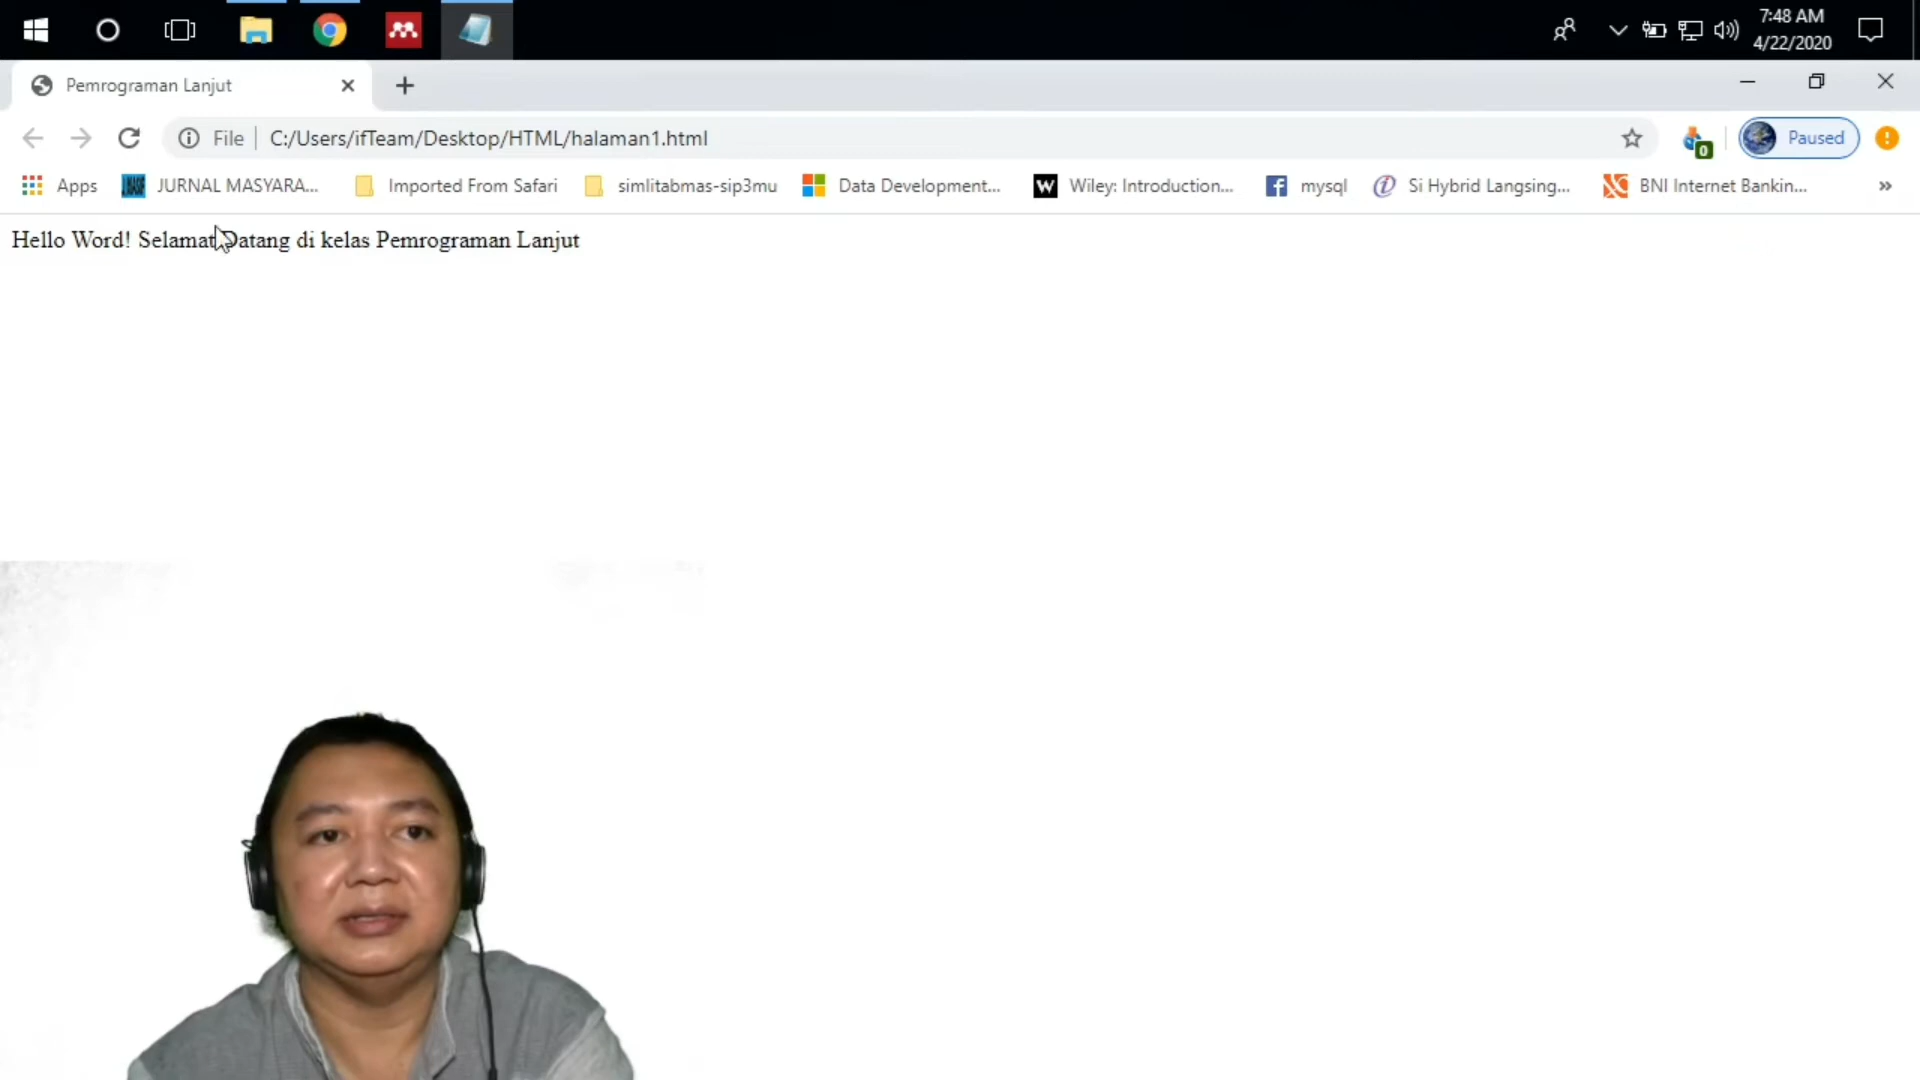 7:48 AM
4/22/2020
Pemrograman Lanjut
File C:/Users/ifTeam/Desktop/HTML/halaman1.html
0
Paused
Apps JURNAL MASYARA... Imported From Safari simlitabmas-sip3mu Data Development... W Wiley: Introduction... mysql Si Hybrid Langsing... BNI Internet Bankin... »
Hello Word! Selamat Datang di kelas Pemrograman Lanjut